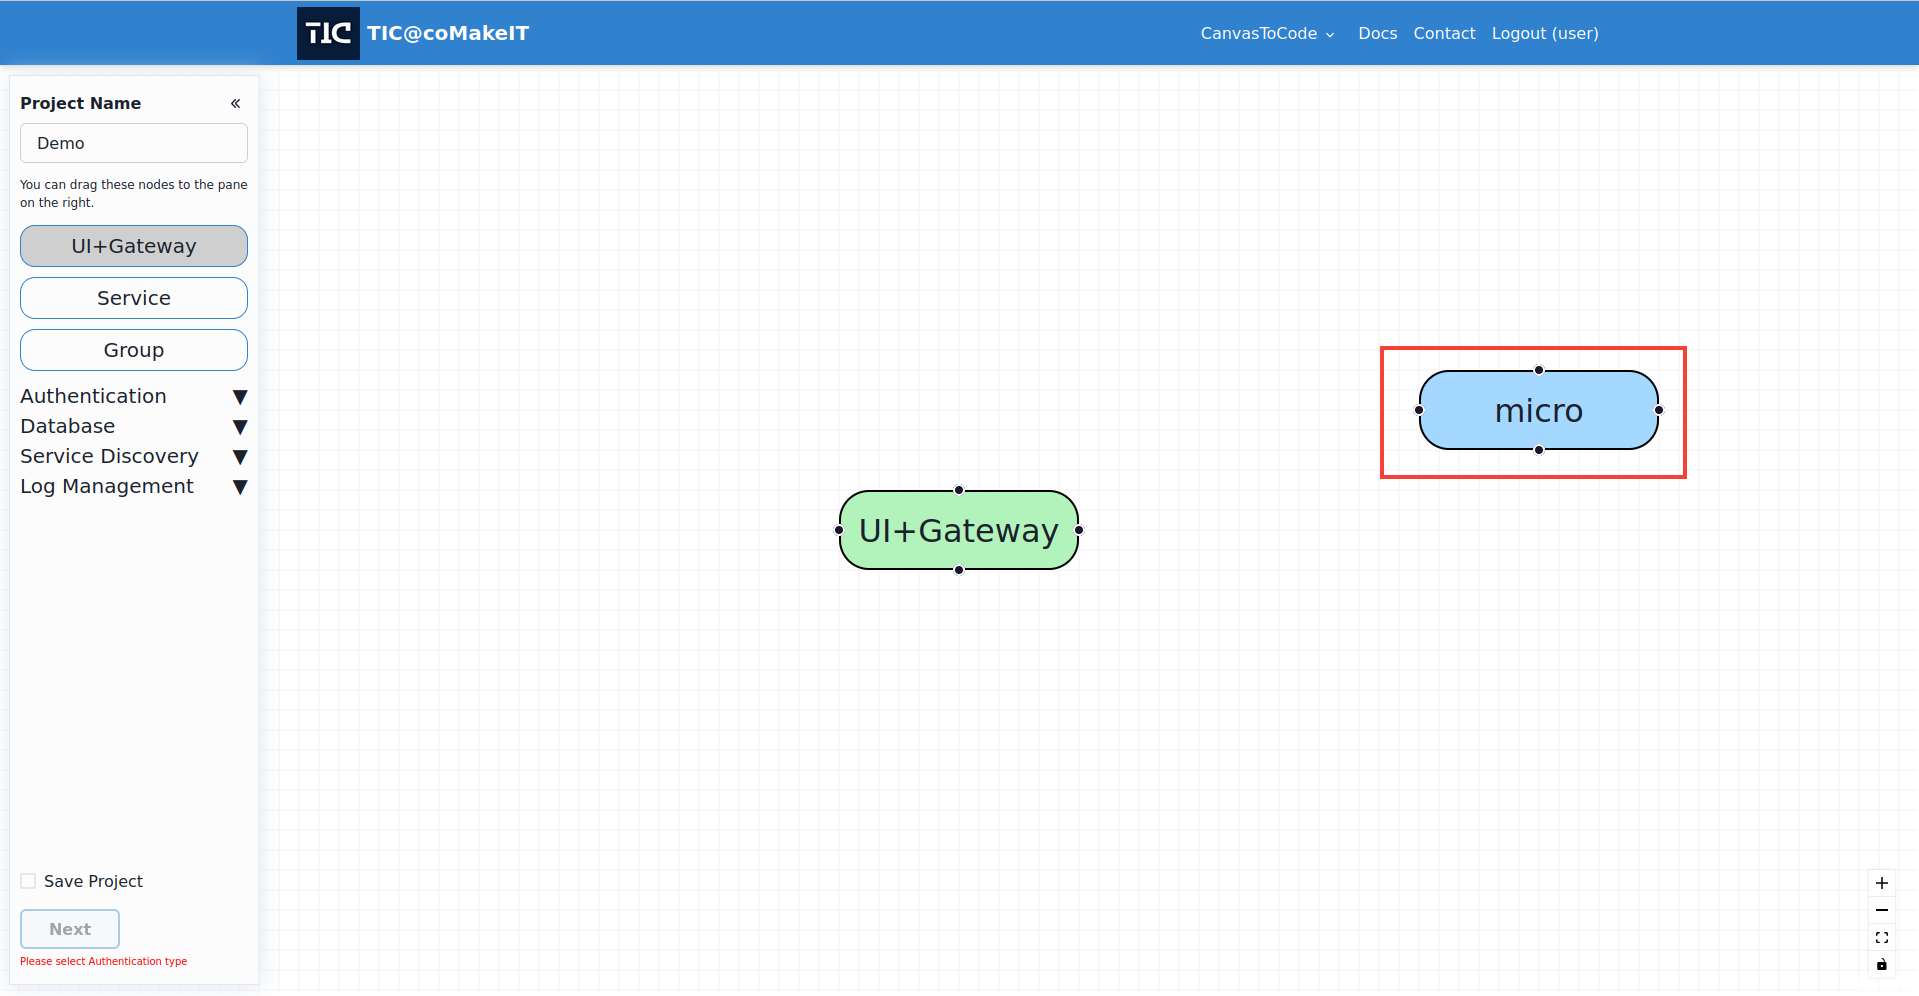 TIC TIC@coMakeIT
CanvasToCode Docs Contact Logout (user)
Project Name
Demo
You can drag these nodes to the pane
on the right.
UI+Gateway
Service
Group
Authentication ▼
Database ▼
Service Discovery ▼
Log Management ▼
Save Project
Next
Please select Authentication type
micro
UI+Gateway